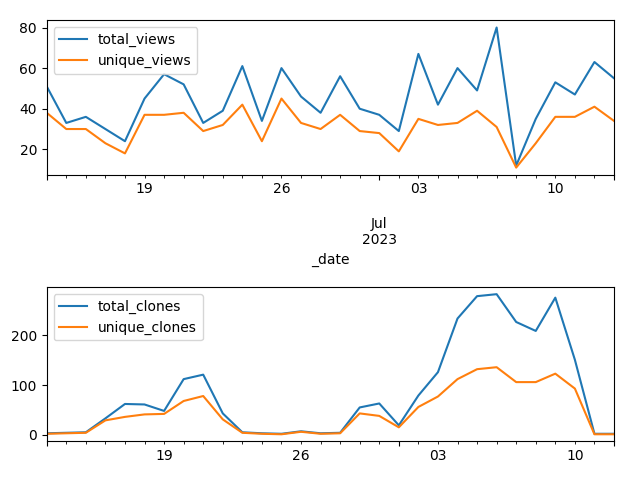 80
60
40
20
total_views
unique_views
19 26 03 10
Jul
2023
_date
200
100
0
total_clones
unique_clones
19 26 03 10